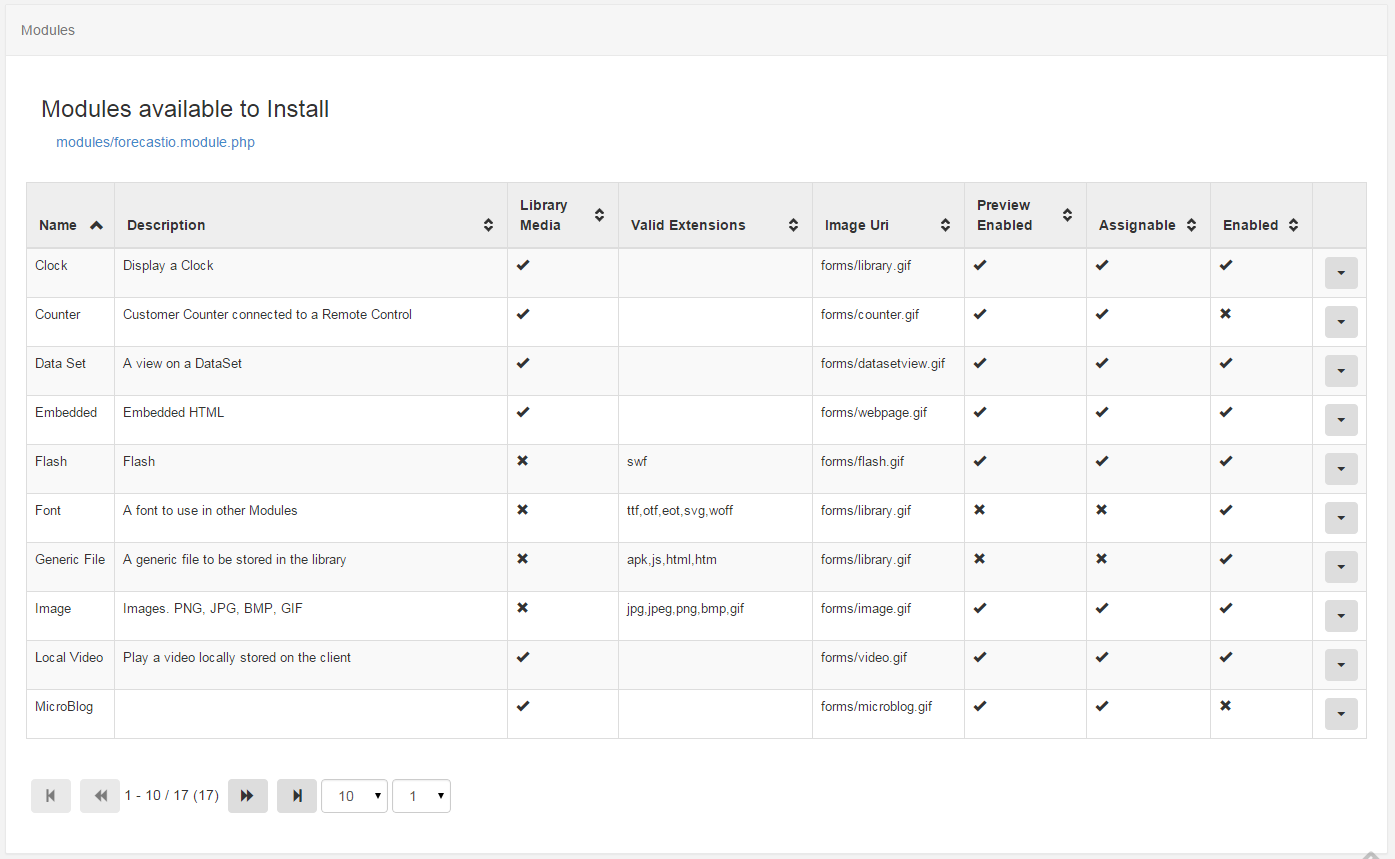 Modules
Modules available to Install
modules/forecastio.module.php
Name Description Library Media Valid Extensions Image Uri Preview Enabled Assignable Enabled
Clock Display a Clock ✔ forms/library.gif ✔ ✔ ✔
Counter Customer Counter connected to a Remote Control ✔ forms/counter.gif ✔ ✔ ✖
Data Set A view on a DataSet ✔ forms/datasetview.gif ✔ ✔ ✔
Embedded Embedded HTML ✔ forms/webpage.gif ✔ ✔ ✔
Flash Flash ✖ swf forms/flash.gif ✔ ✔ ✔
Font A font to use in other Modules ✖ ttf,otf,eot,svg,woff forms/library.gif ✖ ✖ ✔
Generic File A generic file to be stored in the library ✖ apk,js,html,htm forms/library.gif ✖ ✖ ✔
Image Images. PNG, JPG, BMP, GIF ✖ jpg,jpeg,png,bmp,gif forms/image.gif ✔ ✔ ✔
Local Video Play a video locally stored on the client ✔ forms/video.gif ✔ ✔ ✔
MicroBlog ✔ forms/microblog.gif ✔ ✔ ✖
1 - 10 / 17 (17) 10 1